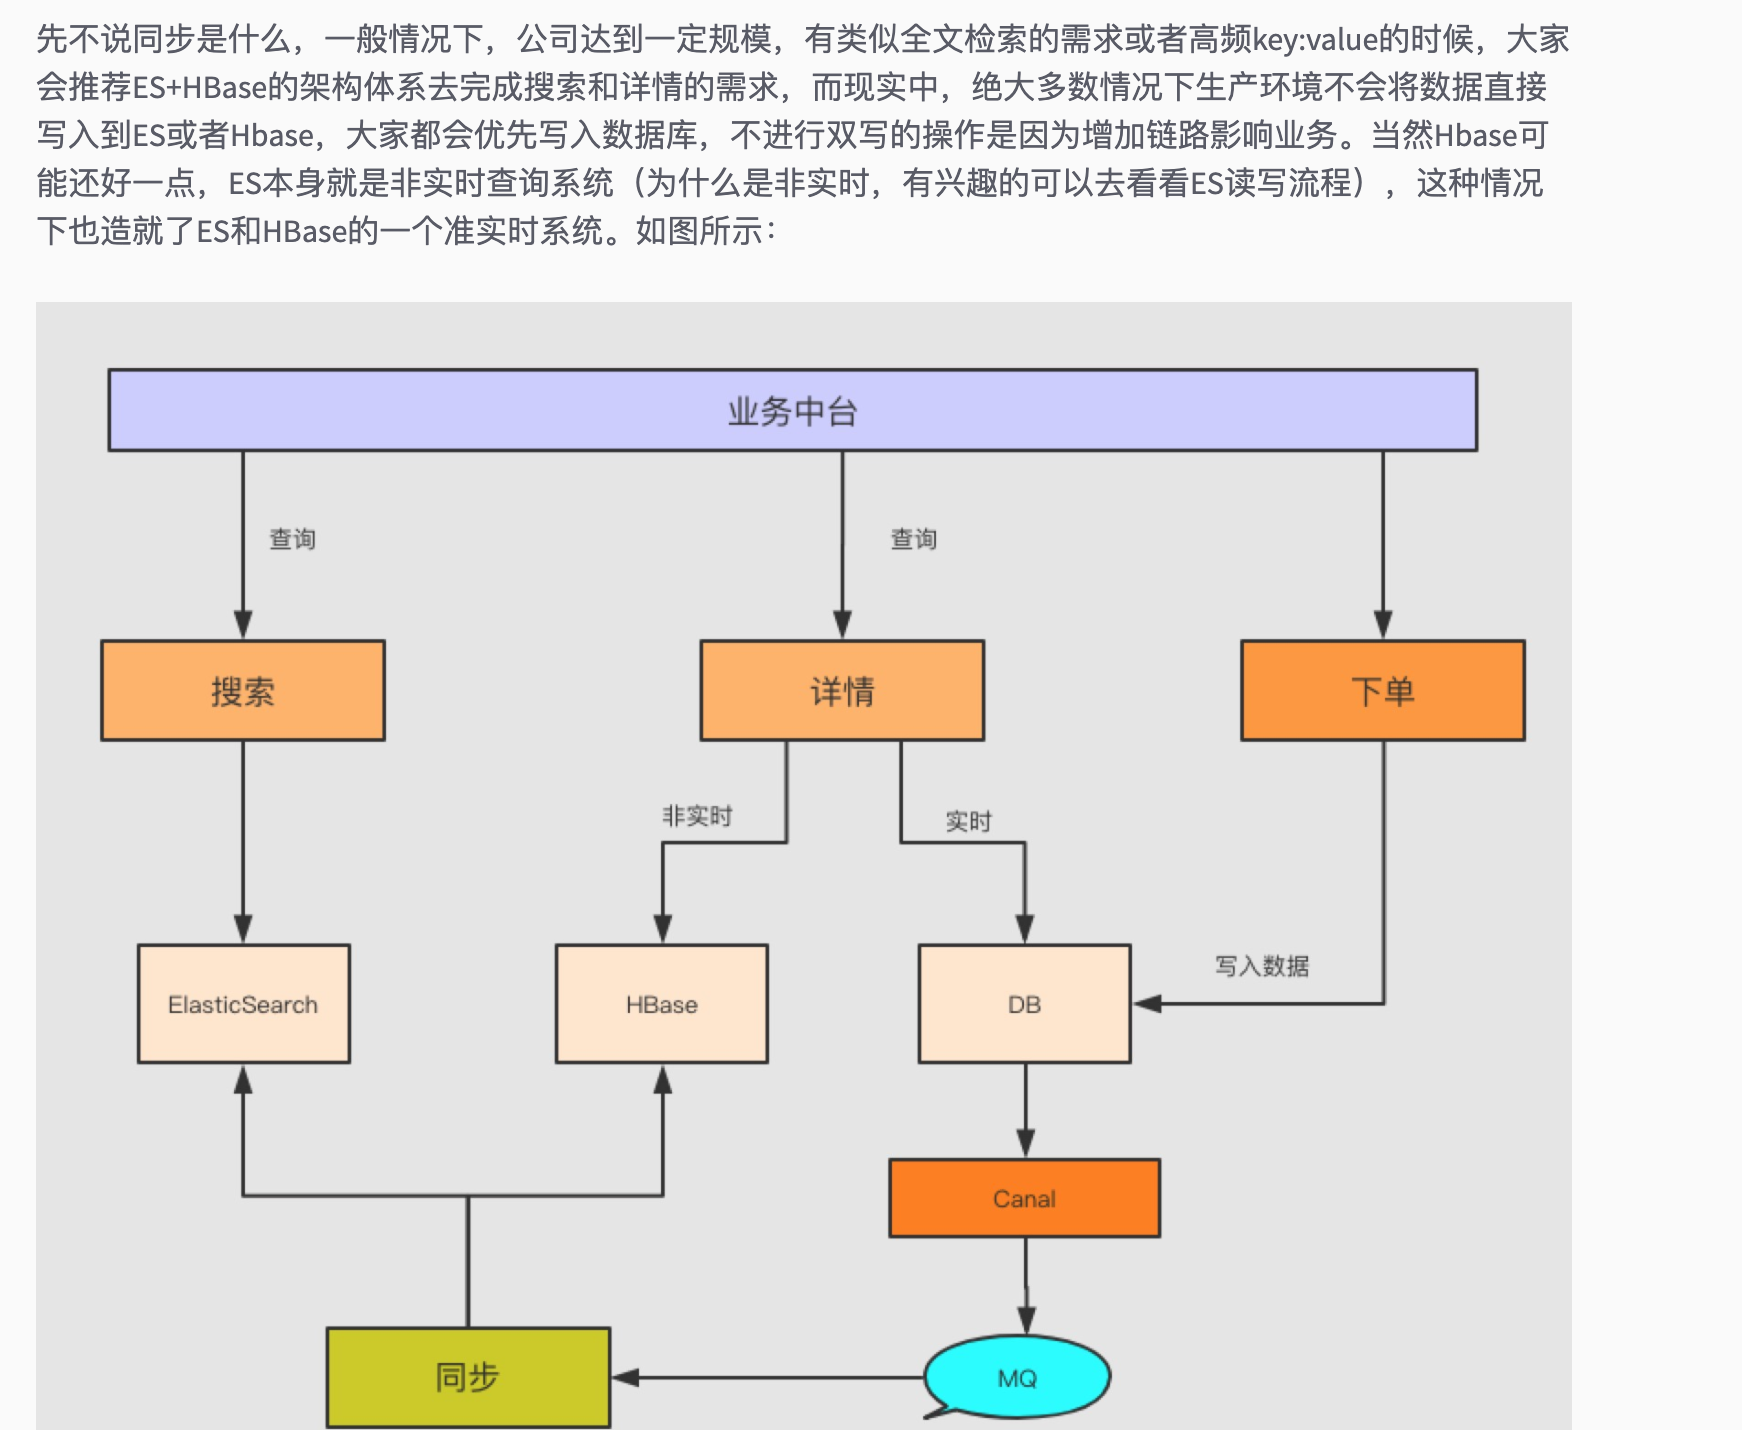 先不说同步是什么，一般情况下，公司达到一定规模，有类似全文检索的需求或者高频key:value的时候，大家
会推荐ES+HBase的架构体系去完成搜索和详情的需求，而现实中，绝大多数情况下生产环境不会将数据直接
写入到ES或者Hbase，大家都会优先写入数据库，不进行双写的操作是因为增加链路影响业务。当然Hbase可
能还好一点，ES本身就是非实时查询系统（为什么是非实时，有兴趣的可以去看看ES读写流程），这种情况
下也造就了ES和HBase的一个准实时系统。如图所示：
业务中台
查询
查询
搜索
详情
下单
非实时
实时
写入数据
ElasticSearch
HBase
DB
Canal
同步
MQ